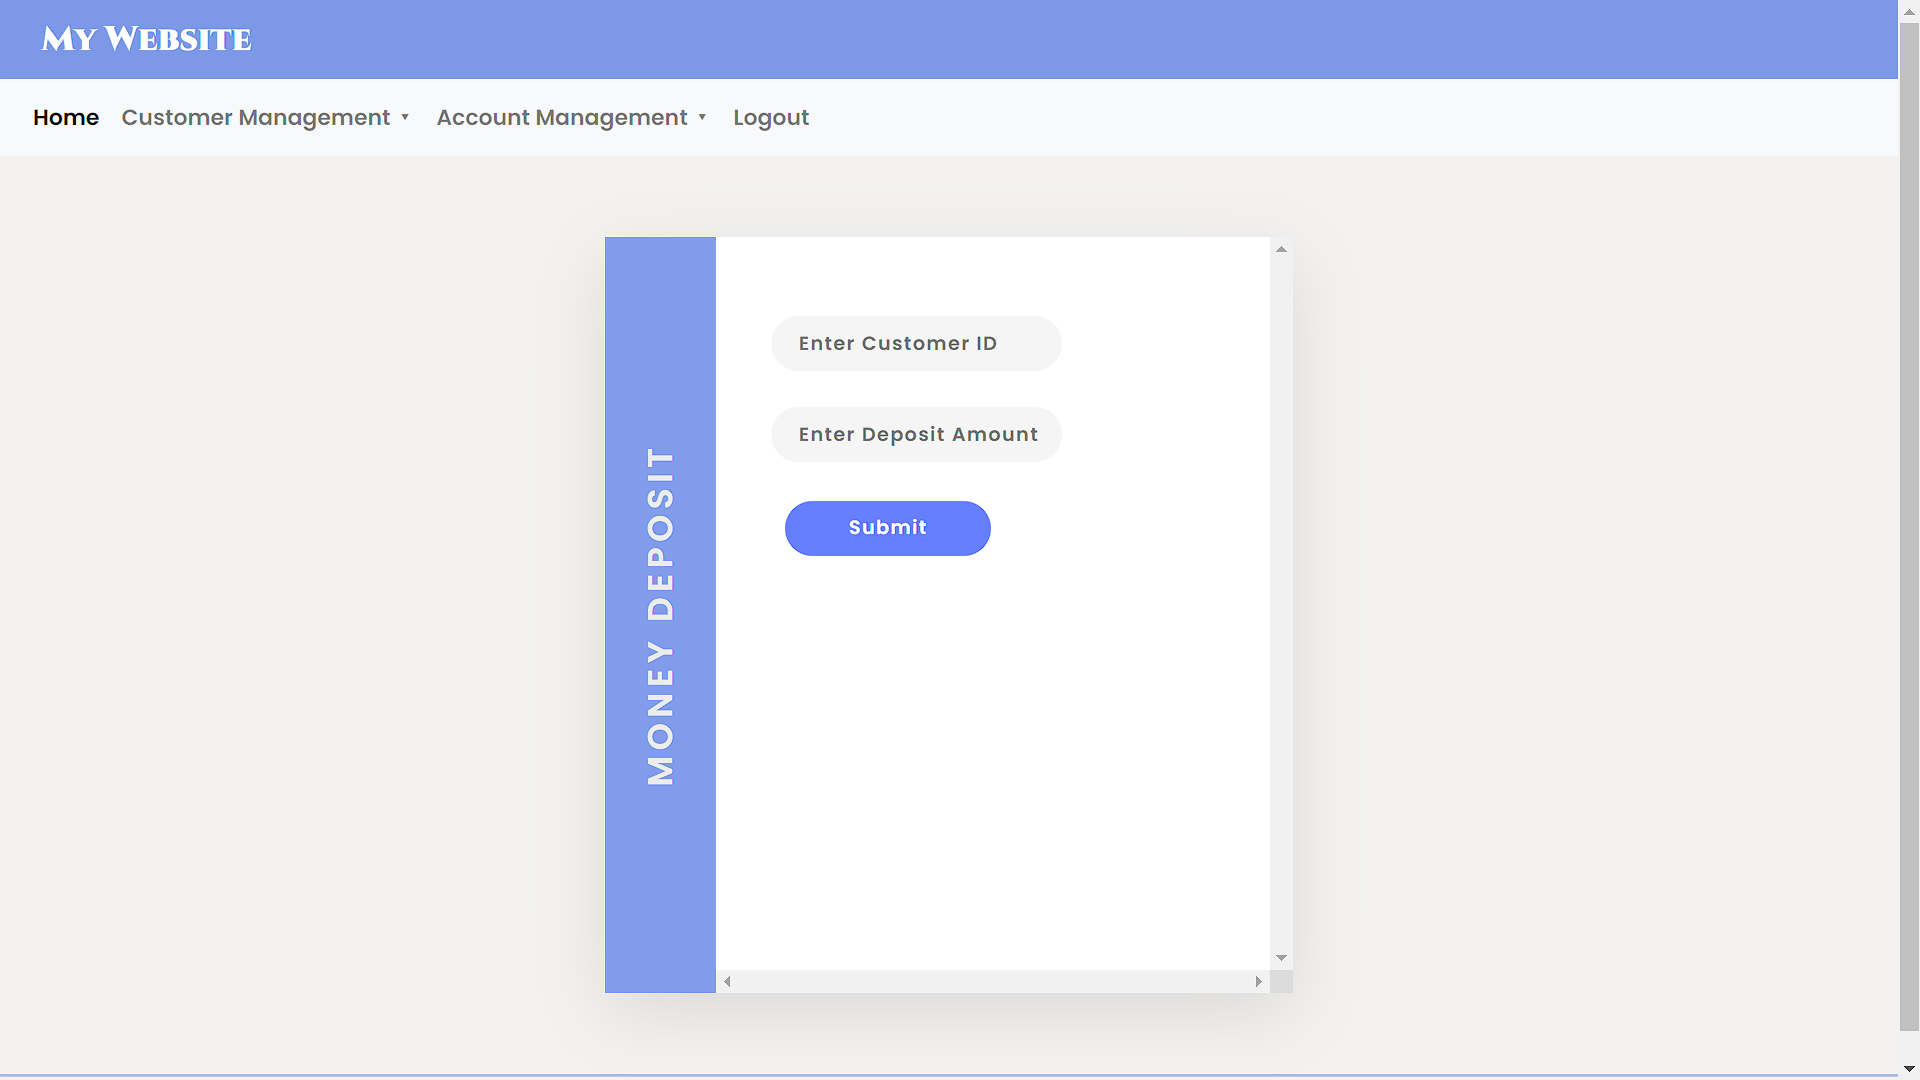 My Website
Home Customer Management Account Management Logout
MONEY DEPOSIT
Enter Customer ID
Enter Deposit Amount
Submit